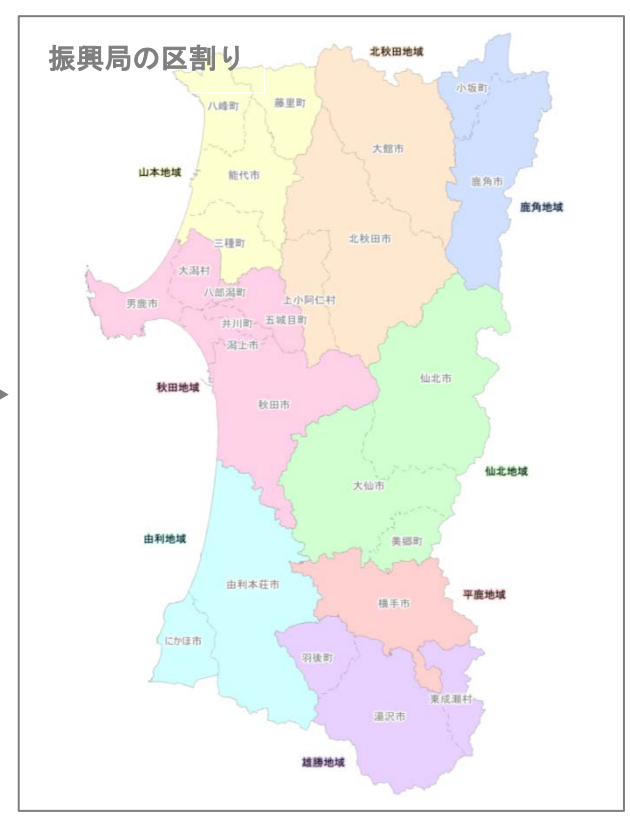 振興局の区割り
北秋田地域
小坂町
八峰町
藤里町
大館市
山本地域
能代市
鹿角市
鹿角地域
北秋田市
三種町
大潟村
八郎潟町
上小阿仁村
男鹿市
井川町
五城目町
潟上市
仙北市
秋田地域
秋田市
仙北地域
大仙市
由利地域
美郷町
由利本荘市
平鹿地域
横手市
にかほ市
羽後町
東成瀬村
湯沢市
雄勝地域